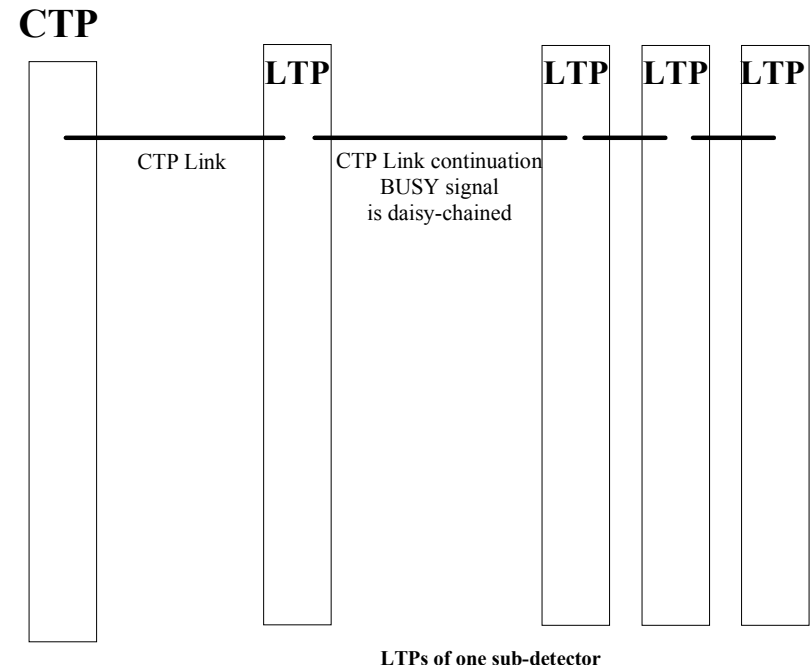 CTP
LTP
LTP
LTP
LTP
CTP Link
CTP Link continuation
BUSY signal
is daisy-chained
LTPs of one sub-detector